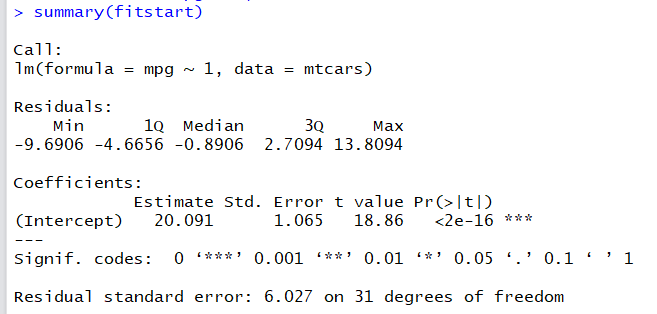 > summary(fitstart)
Call:
lm(formula = mpg ~ 1, data = mtcars)
Residuals:
    Min      1Q  Median      3Q     Max
-9.6906 -4.6656 -0.8906  2.7094 13.8094
Coefficients:
            Estimate Std. Error t value Pr(>|t|)
(Intercept)   20.091      1.065   18.86   <2e-16 ***
---
Signif. codes:  0 ‘***’ 0.001 ‘**’ 0.01 ‘*’ 0.05 ‘.’ 0.1 ‘ ’ 1
Residual standard error: 6.027 on 31 degrees of freedom